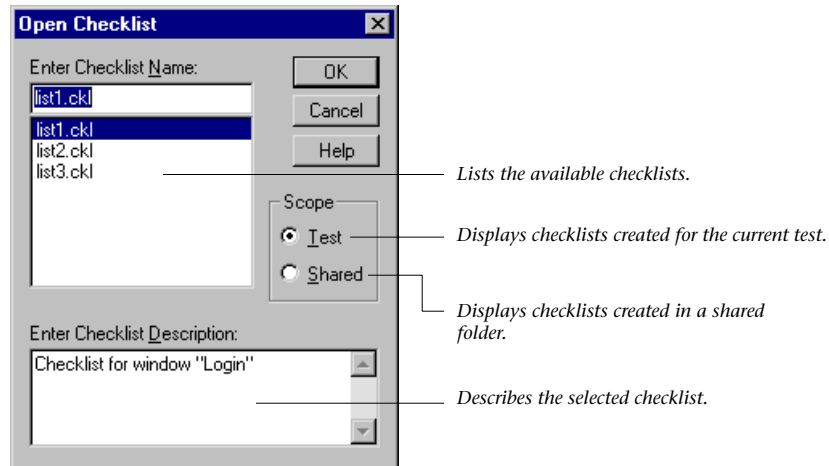 Open Checklist
Enter Checklist Name:
list1.ckl
list1.ckl
list2.ckl
list3.ckl
OK
Cancel
Help
Scope
Test
Shared
Enter Checklist Description:
Checklist for window "Login"
Lists the available checklists.
Displays checklists created for the current test.
Displays checklists created in a shared
folder.
Describes the selected checklist.